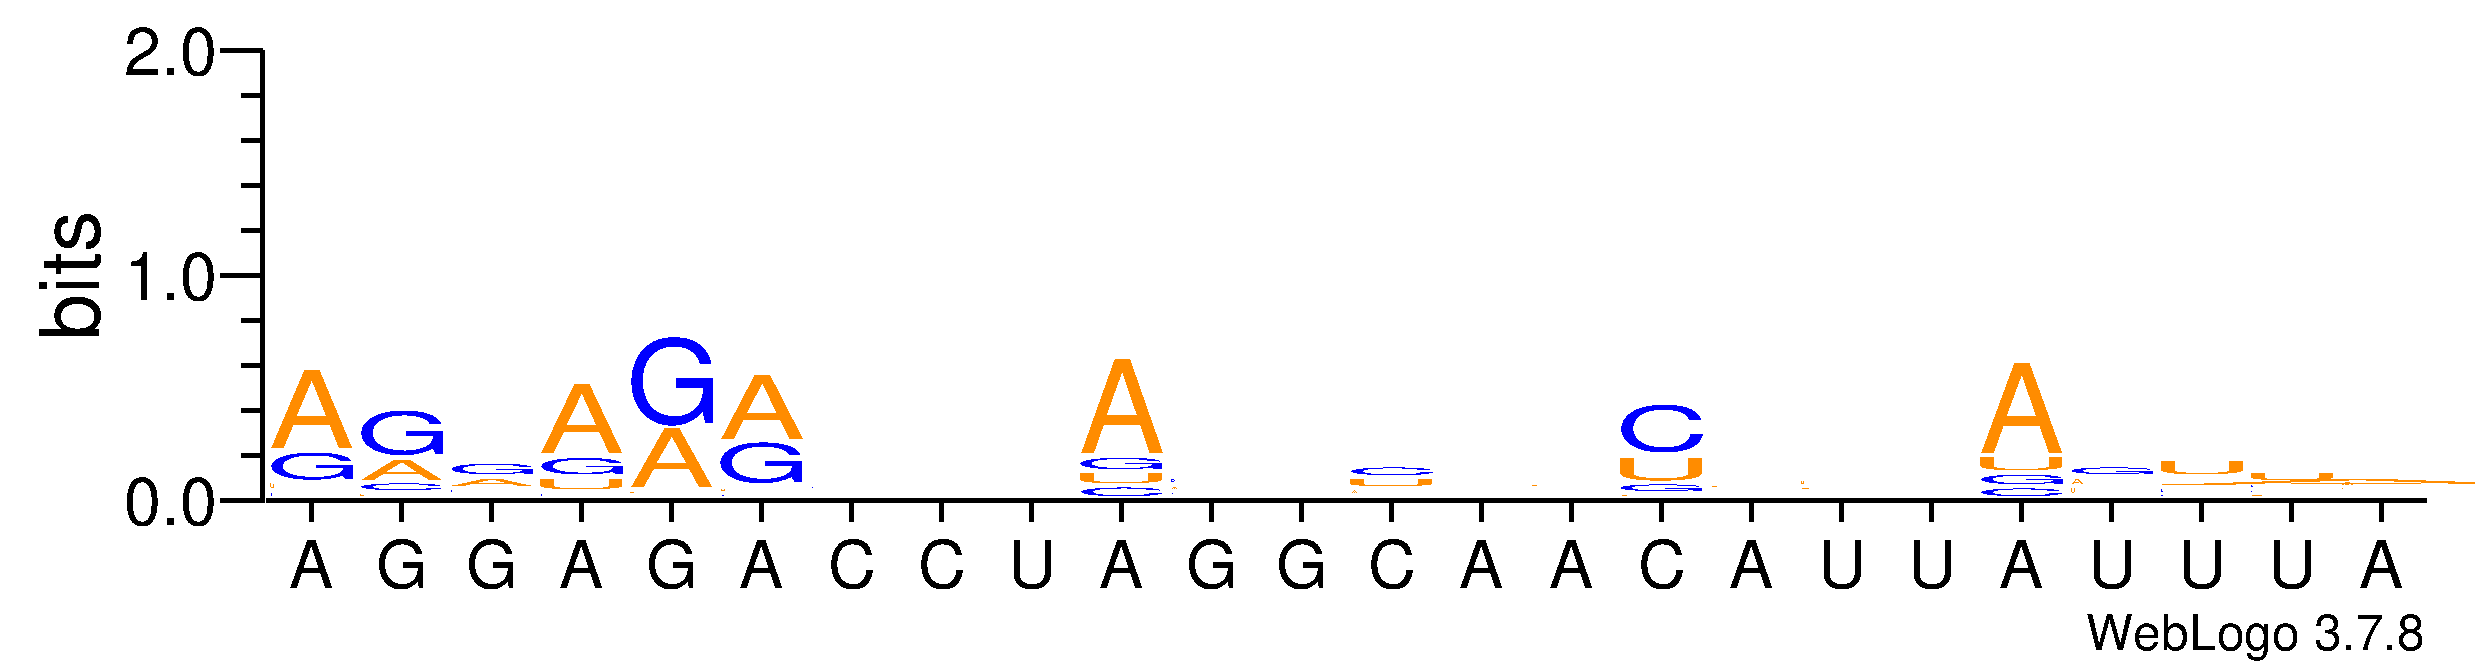 2.0
bits
1.0
0.0
A G G A G A C C U A G G C A A C A U U A U U U A
WebLogo 3.7.8